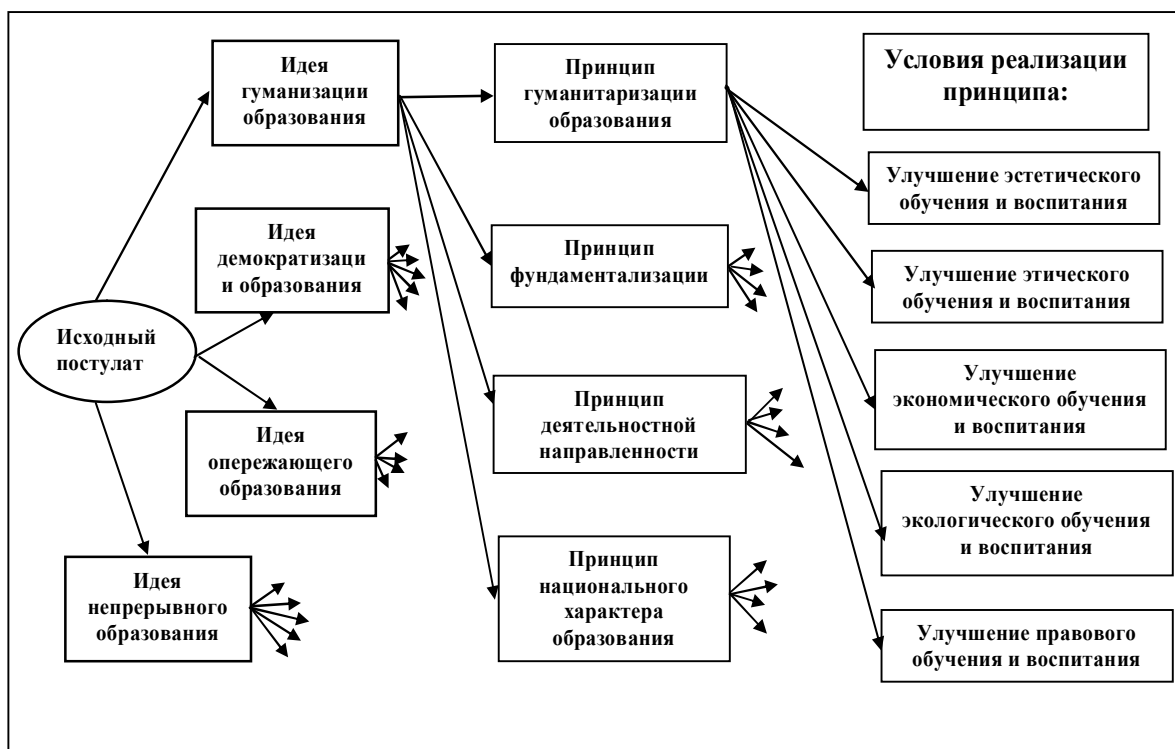 Идея
гуманизации
образования
Принцип
гуманитаризации
образования
Условия реализации
принципа:
Улучшение эстетического
обучения и воспитания
Идея
демократизаци
и образования
Принцип
фундаментализации
Улучшение этического
обучения и воспитания
Исходный
постулат
Улучшение
экономического обучения
и воспитания
Принцип
деятельностной
направленности
Идея
опережающего
образования
Улучшение
экологического обучения
и воспитания
Идея
непрерывного
образования
Принцип
национального
характера
образования
Улучшение правового
обучения и воспитания